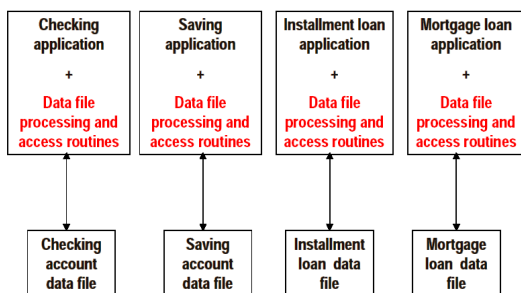 Checking
application
+
Data file
processing and
access routines
Saving
application
+
Data file
processing and
access routines
Installment loan
application
+
Data file
processing and
access routines
Mortgage loan
application
+
Data file
processing and
access routines
Checking
account
data file
Saving
account
data file
Installment
loan data
file
Mortgage
loan data
file